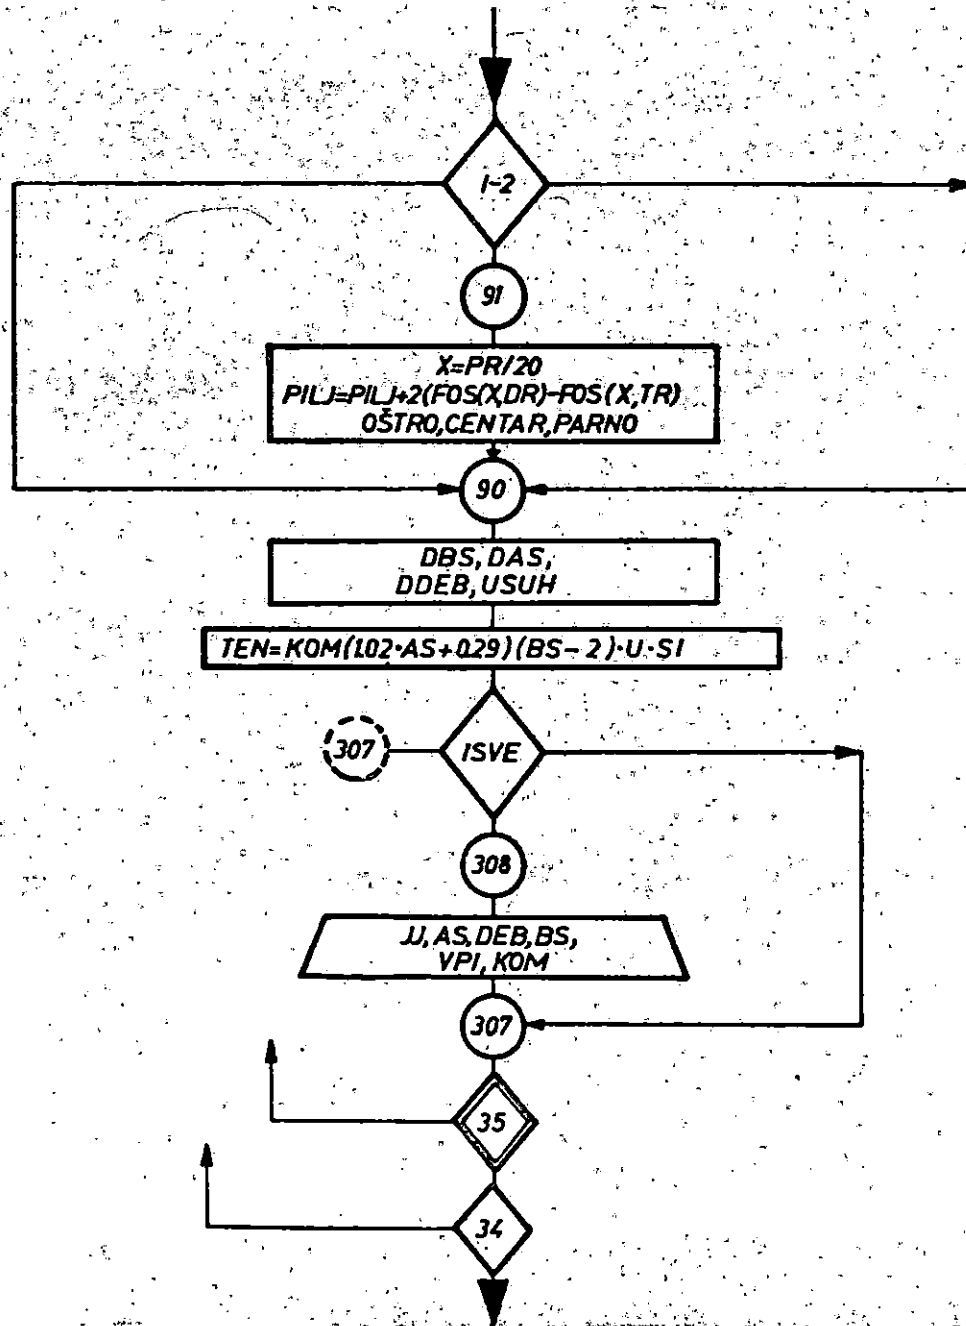 I-2
91
X=PR/20
PILJ=PILJ+2(FOS(X,DR)-FOS(X,TR)
OŠTRO,CENTAR,PARNO
90
DBS, DAS,
DDEB, USUH
TEN=KOM(1.02·AS+0.29)(BS-2)·U·SI
307
ISVE
308
JJ, AS, DEB, BS,
VPI, KOM
307
35
34